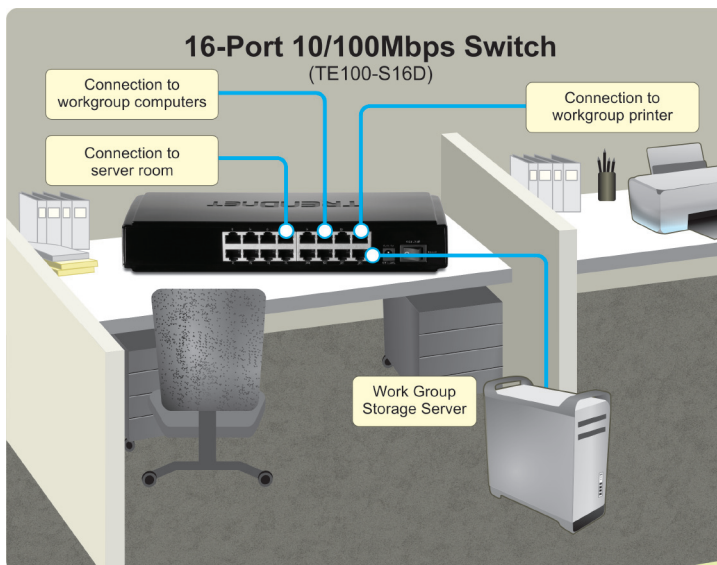 16-Port 10/100Mbps Switch
(TE100-S16D)
Connection to
workgroup computers
Connection to
workgroup printer
Connection to
server room
TRENDnet
Work Group
Storage Server